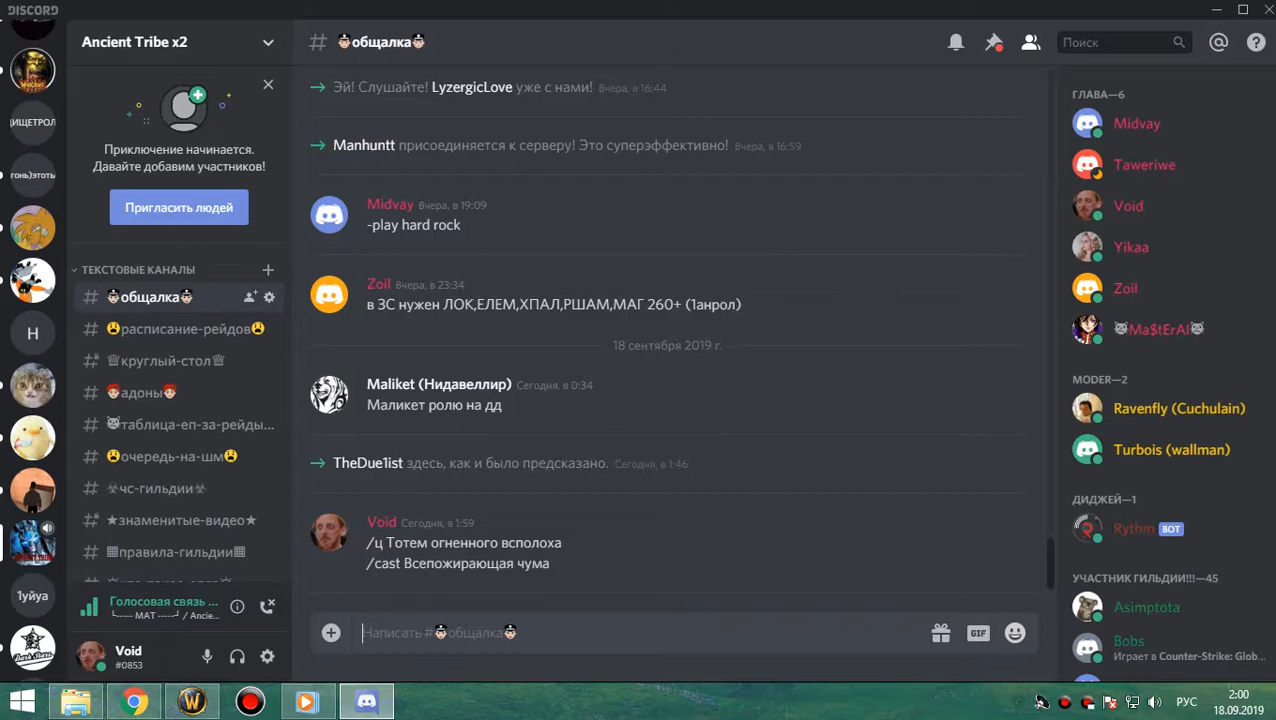 DISCORD
ДИЩЕТРОЛ
гонь)этоты
Н
1уйуа
Ancient Tribe x2
Приключение начинается.
Давайте добавим участников!
Пригласить людей
ТЕКСТОВЫЕ КАНАЛЫ
# общалка
# расписание-рейдов
# круглый-стол
# адоны
# таблица-еп-за-рейды...
# очередь-на-шм
# чс-гильдии
# ★знаменитые-видео★
# правила-гильдии
Голосовая связь ...
└----- МАТ -----┘ / Ancie...
Void
#0853
# общалка
Поиск
Эй! Слушайте! LyzergicLove уже с нами! Вчера, в 16:44
Manhuntt присоединяется к серверу! Это суперэффективно! Вчера, в 16:59
Midvay Вчера, в 19:09
-play hard rock
Zoil Вчера, в 23:34
в ЗС нужен ЛОК,ЕЛЕМ,ХПАЛ,РШАМ,МАГ 260+ (1анрол)
18 сентября 2019 г.
Maliket (Нидавеллир) Сегодня, в 0:34
Маликет ролю на дд
TheDue1ist здесь, как и было предсказано. Сегодня, в 1:46
Void Сегодня, в 1:59
/ц Тотем огненного всполоха
/cast Всепожирающая чума
Написать #общалка
GIF
ГЛАВА—6
Midvay
Taweriwe
Void
Yikaa
Zoil
Ma$tErAl
MODER—2
Ravenfly (Cuchulain)
Turbois (wallman)
ДИДЖЕЙ—1
Rythm BOT
УЧАСТНИК ГИЛЬДИИ!!!—45
Asimptota
Bobs
Играет в Counter-Strike: Glob...
РУС
2:00
18.09.2019